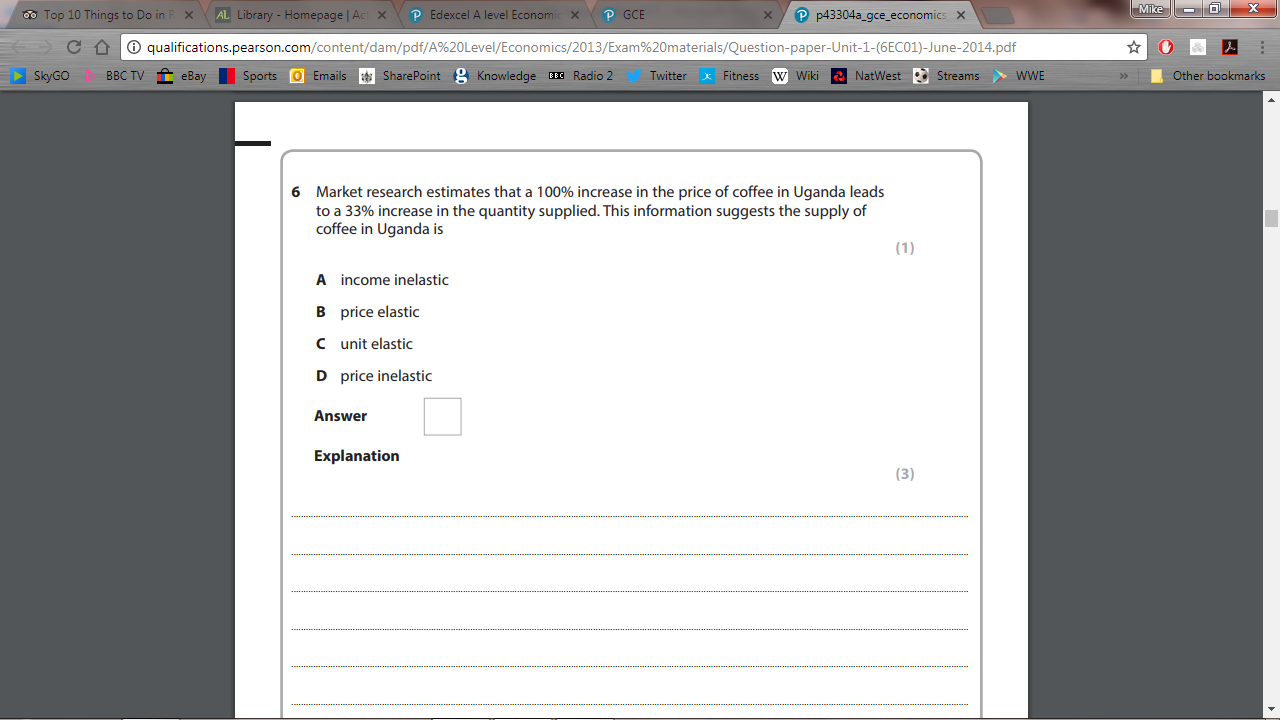 Top 10 Things to Do in R
Library - Homepage | Ac
Edexcel A level Economic
GCE
p43304a_gce_economics
Mike
qualifications.pearson.com/content/dam/pdf/A%20Level/Economics/2013/Exam%20materials/Question-paper-Unit-1-(6EC01)-June-2014.pdf
SkyGO
BBC TV
eBay
Sports
Emails
SharePoint
Knowledge
BBC Radio 2
Twitter
Fitness
W Wiki
NatWest
Streams
WWE
»
Other bookmarks
6 Market research estimates that a 100% increase in the price of coffee in Uganda leads
to a 33% increase in the quantity supplied. This information suggests the supply of
coffee in Uganda is
(1)
A income inelastic
B price elastic
C unit elastic
D price inelastic
Answer
Explanation
(3)